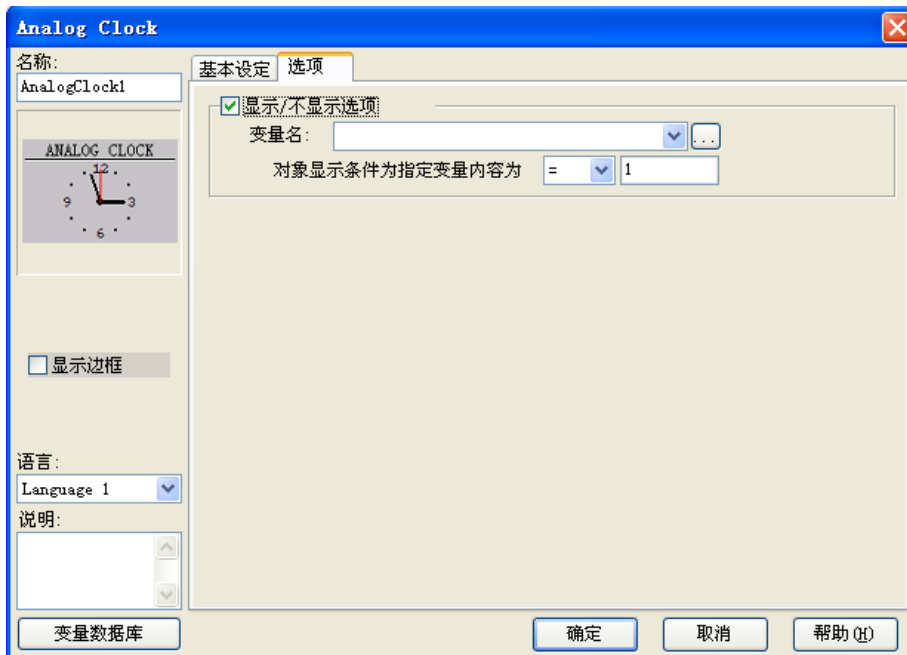 Analog Clock
名称:
AnalogClock1
基本设定 选项
显示/不显示选项
变量名:
...
对象显示条件为指定变量内容为 = 1
ANALOG CLOCK
12
9 3
6
显示边框
语言:
Language 1
说明:
变量数据库 确定 取消 帮助(H)